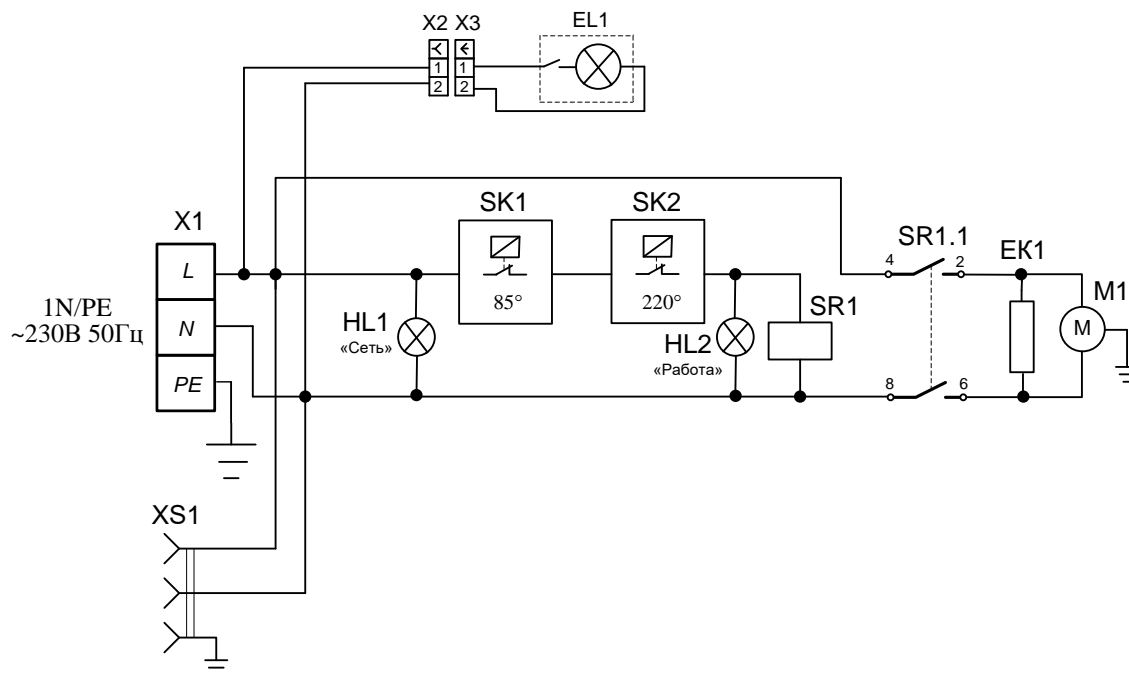 X2 X3
EL1
1
2
1
2
X1
SK1
SK2
SR1.1
ЕК1
L
4
2
M1
1N/PE
~230В 50Гц
N
85°
220°
SR1
HL1
«Сеть»
HL2
«Работа»
M
PE
8
6
XS1